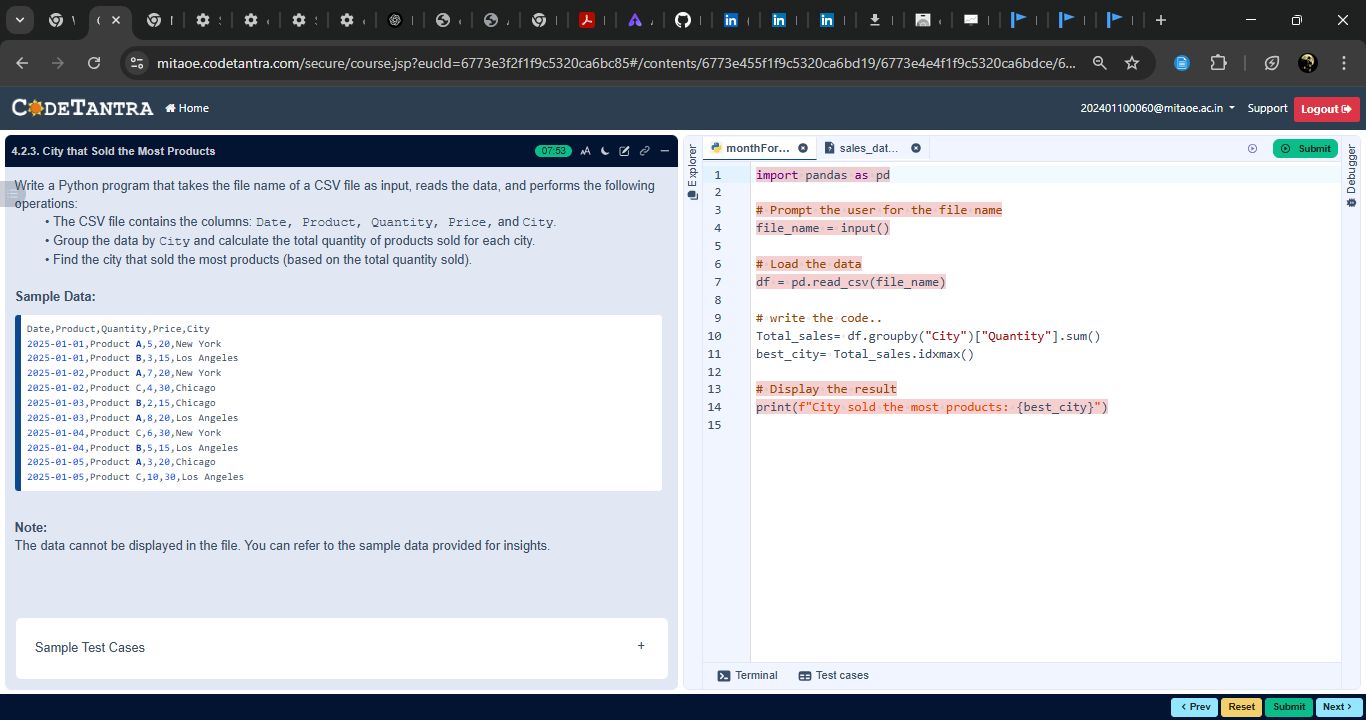 mitaoe.codetantra.com/secure/course.jsp?eucId=6773e3f2f1f9c5320ca6bc85#/contents/6773e455f1f9c5320ca6bd19/6773e4e4f1f9c5320ca6bdce/6...
CODETANTRA Home 202401100060@mitaoe.ac.in Support Logout
4.2.3. City that Sold the Most Products 07:53 AA
Write a Python program that takes the file name of a CSV file as input, reads the data, and performs the following
operations:
• The CSV file contains the columns: Date, Product, Quantity, Price, and City.
• Group the data by City and calculate the total quantity of products sold for each city.
• Find the city that sold the most products (based on the total quantity sold).
Sample Data:
Date,Product,Quantity,Price,City
2025-01-01,Product A,5,20,New York
2025-01-01,Product B,3,15,Los Angeles
2025-01-02,Product A,7,20,New York
2025-01-02,Product C,4,30,Chicago
2025-01-03,Product B,2,15,Chicago
2025-01-03,Product A,8,20,Los Angeles
2025-01-04,Product C,6,30,New York
2025-01-04,Product B,5,15,Los Angeles
2025-01-05,Product A,3,20,Chicago
2025-01-05,Product C,10,30,Los Angeles
Note:
The data cannot be displayed in the file. You can refer to the sample data provided for insights.
Sample Test Cases +
Explorer
monthFor... sales_dat... Submit
Debugger
1 import pandas as pd
2
3 # Prompt the user for the file name
4 file_name = input()
5
6 # Load the data
7 df = pd.read_csv(file_name)
8
9 # write the code..
10 Total_sales= df.groupby("City")["Quantity"].sum()
11 best_city= Total_sales.idxmax()
12
13 # Display the result
14 print(f"City sold the most products: {best_city}")
15
Terminal Test cases
< Prev Reset Submit Next >